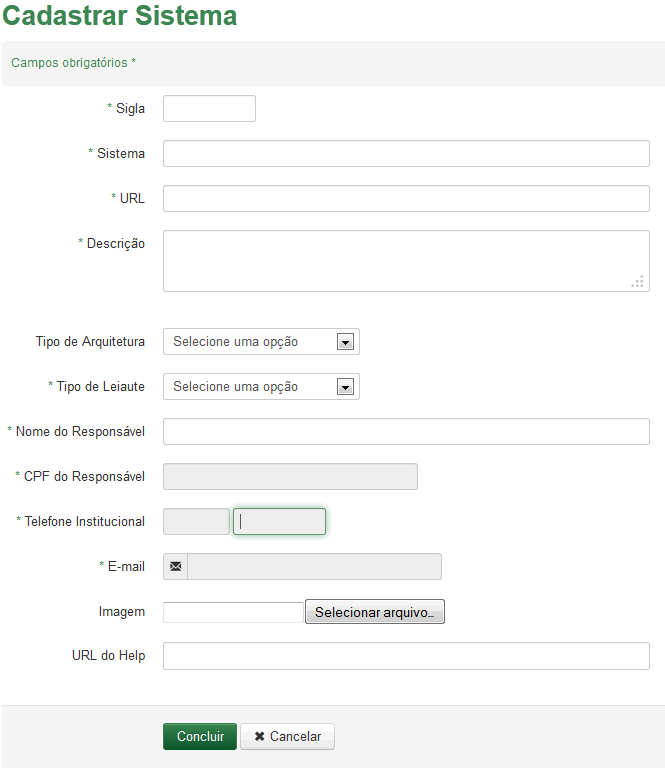 Cadastrar Sistema
Campos obrigatórios *
* Sigla
* Sistema
* URL
* Descrição
Tipo de Arquitetura Selecione uma opção
* Tipo de Leiaute Selecione uma opção
* Nome do Responsável
* CPF do Responsável
* Telefone Institucional
* E-mail
Imagem Selecionar arquivo...
URL do Help
Concluir ✖ Cancelar